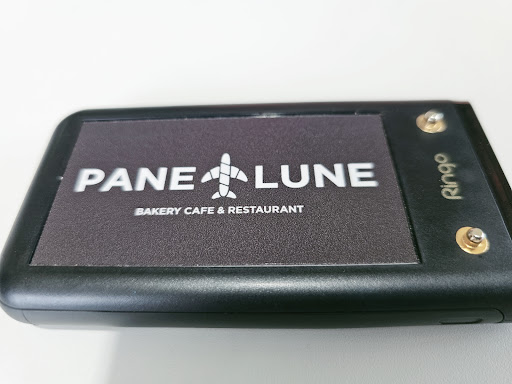 PANE LUNE
BAKERY CAFE & RESTAURANT
Ringo